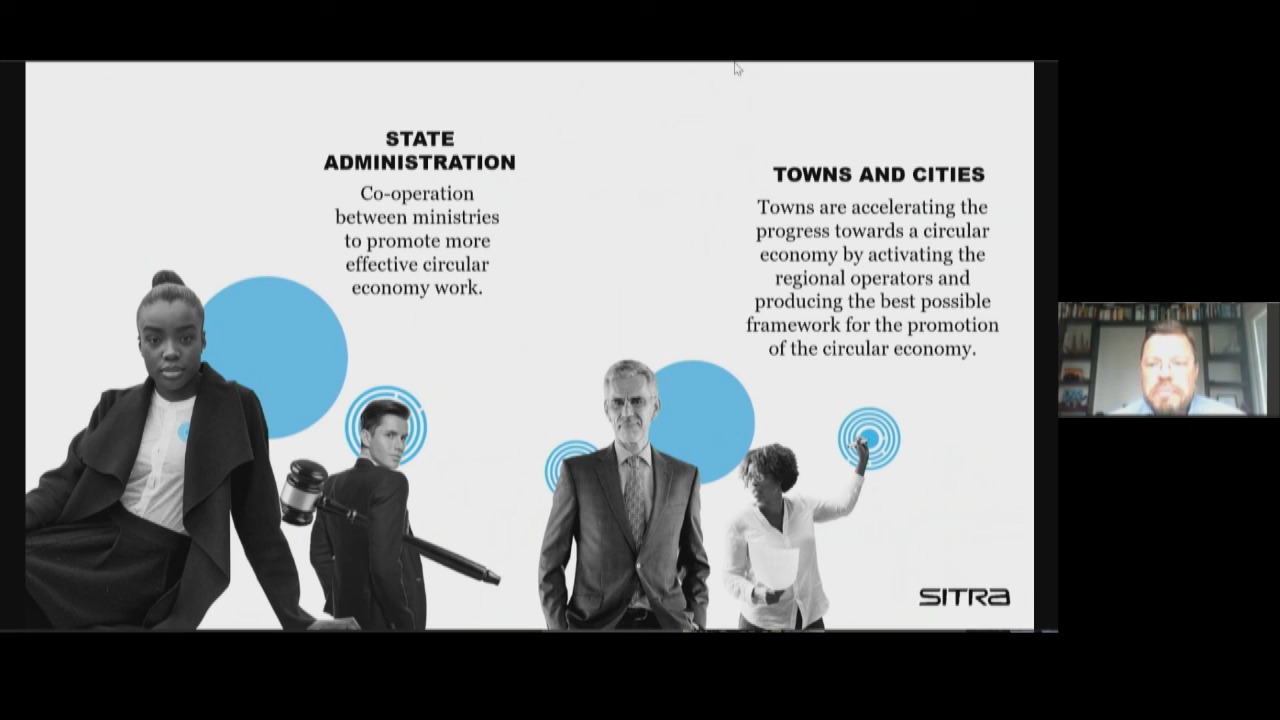 STATE
ADMINISTRATION
Co-operation
between ministries
to promote more
effective circular
economy work.
TOWNS AND CITIES
Towns are accelerating the
progress towards a circular
economy by activating the
regional operators and
producing the best possible
framework for the promotion
of the circular economy.
SITRA